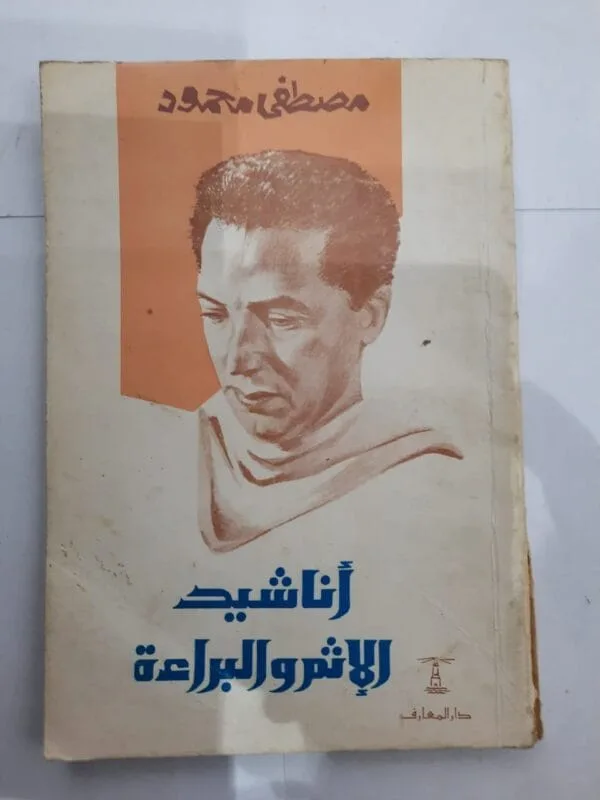 مصطفى محمود
أناشيد
الإثم والبراءة
دار المعارف